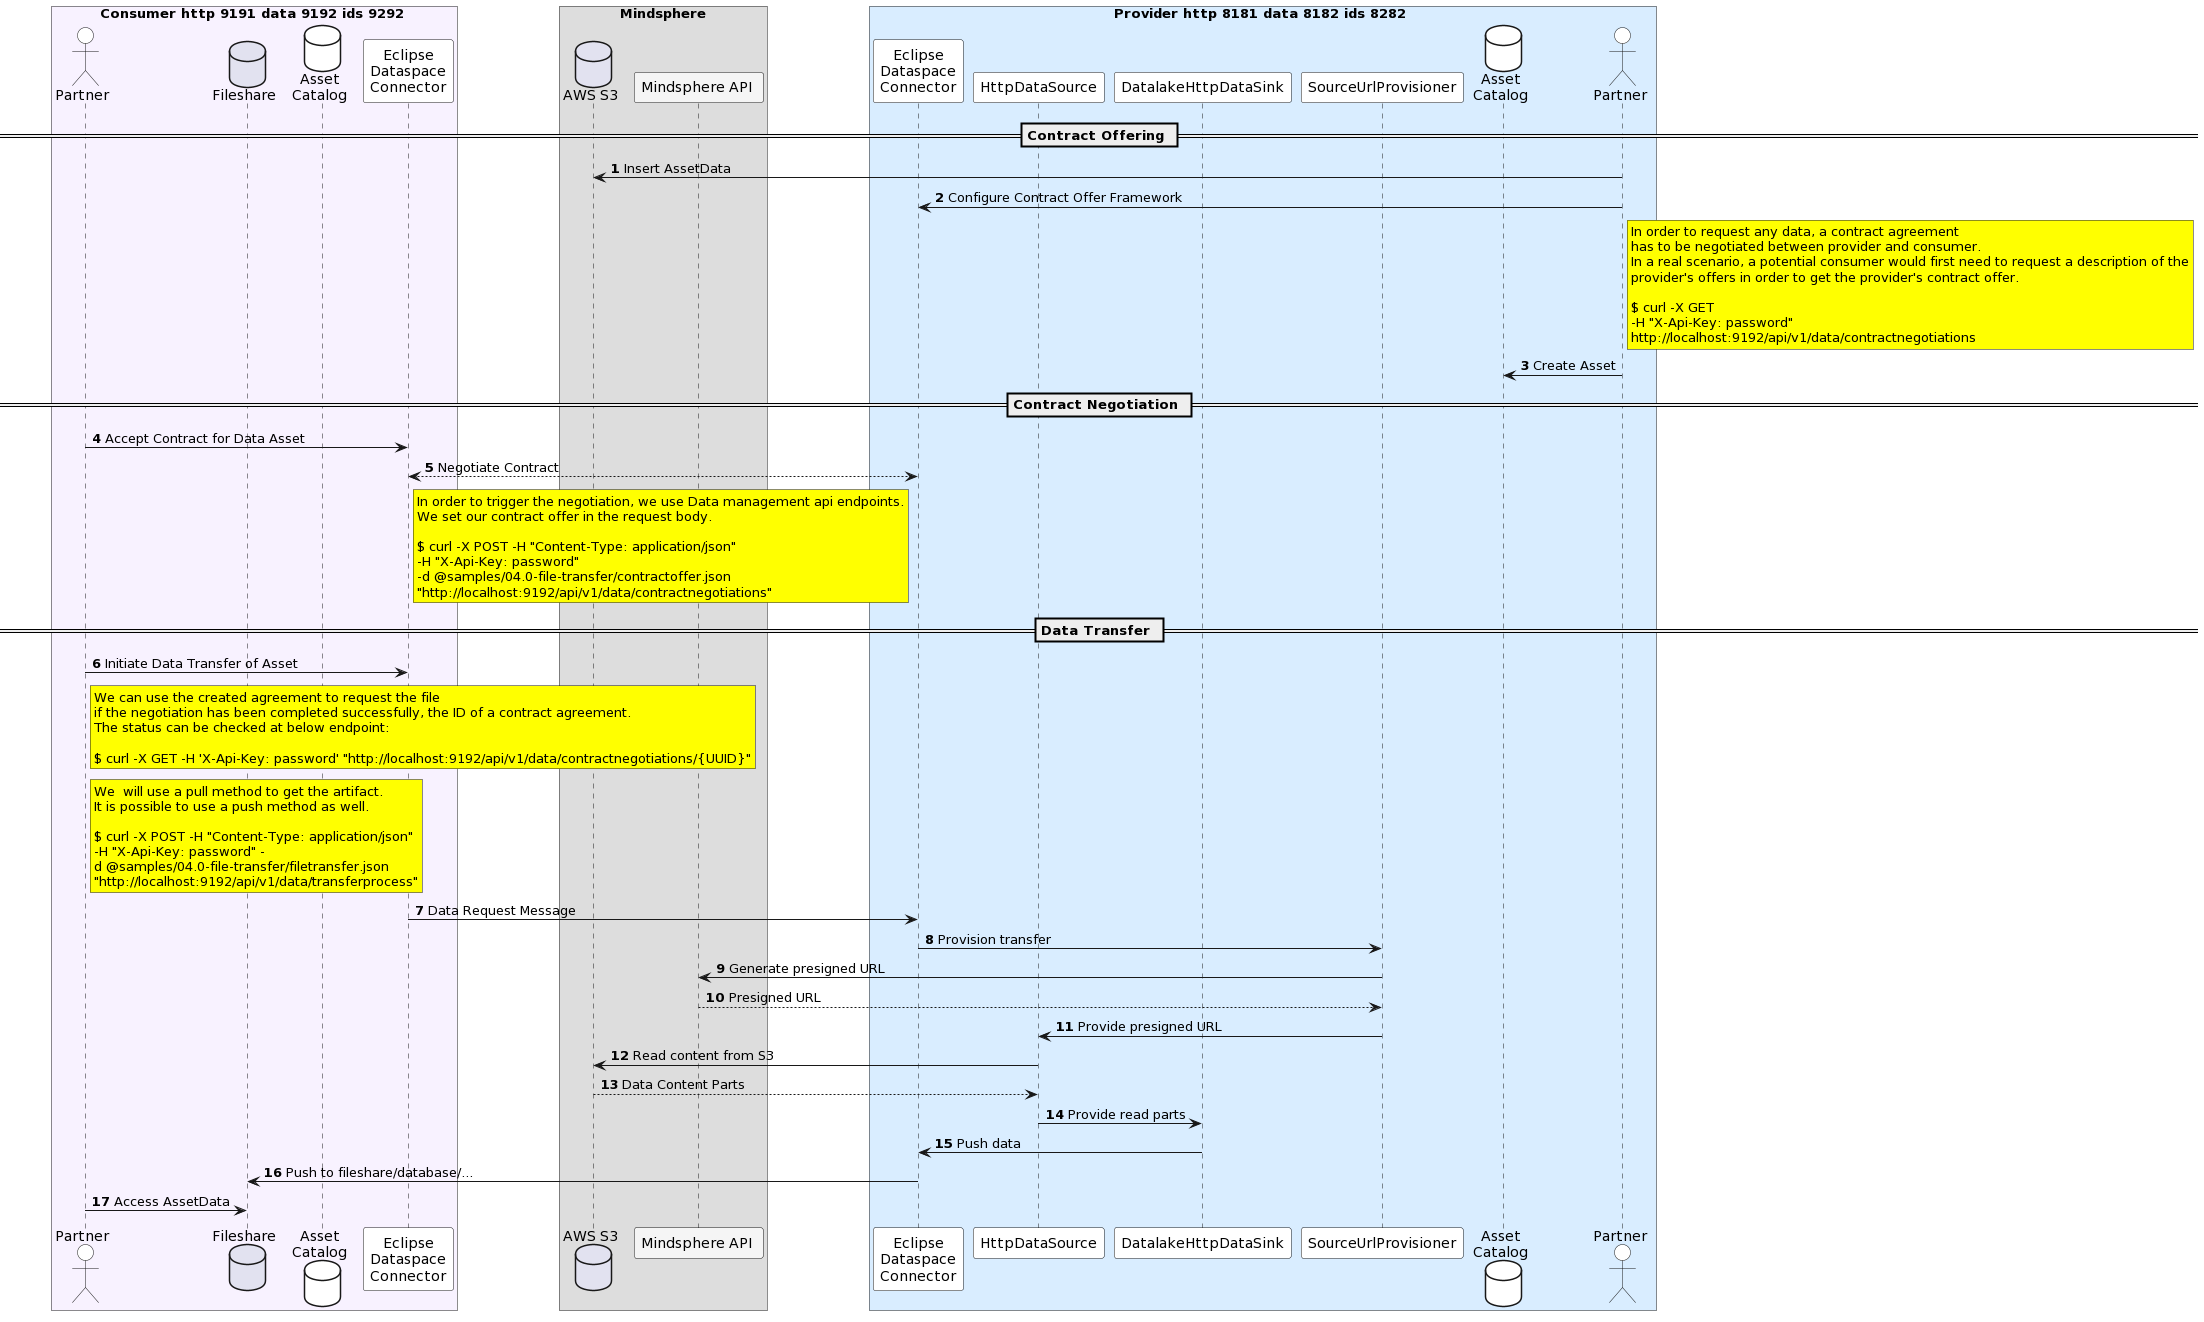 Consumer http 9191 data 9192 ids 9292
Mindsphere
Provider http 8181 data 8182 ids 8282
Partner
Fileshare
Asset
Catalog
Eclipse
Dataspace
Connector
AWS S3
Mindsphere API
Eclipse
Dataspace
Connector
HttpDataSource
DatalakeHttpDataSink
SourceUrlProvisioner
Asset
Catalog
Partner
Contract Offering
1 Insert AssetData
2 Configure Contract Offer Framework
In order to request any data, a contract agreement
has to be negotiated between provider and consumer.
In a real scenario, a potential consumer would first need to request a description of the
provider's offers in order to get the provider's contract offer.
$ curl -X GET
-H "X-Api-Key: password"
http://localhost:9192/api/v1/data/contractnegotiations
3 Create Asset
Contract Negotiation
4 Accept Contract for Data Asset
5 Negotiate Contract
In order to trigger the negotiation, we use Data management api endpoints.
We set our contract offer in the request body.
$ curl -X POST -H "Content-Type: application/json"
-H "X-Api-Key: password"
-d @samples/04.0-file-transfer/contractoffer.json
"http://localhost:9192/api/v1/data/contractnegotiations"
Data Transfer
6 Initiate Data Transfer of Asset
We can use the created agreement to request the file
if the negotiation has been completed successfully, the ID of a contract agreement.
The status can be checked at below endpoint:
$ curl -X GET -H 'X-Api-Key: password' "http://localhost:9192/api/v1/data/contractnegotiations/{UUID}"
We  will use a pull method to get the artifact.
It is possible to use a push method as well.
$ curl -X POST -H "Content-Type: application/json"
-H "X-Api-Key: password" -
d @samples/04.0-file-transfer/filetransfer.json
"http://localhost:9192/api/v1/data/transferprocess"
7 Data Request Message
8 Provision transfer
9 Generate presigned URL
10 Presigned URL
11 Provide presigned URL
12 Read content from S3
13 Data Content Parts
14 Provide read parts
15 Push data
16 Push to fileshare/database/...
17 Access AssetData
Partner
Fileshare
Asset
Catalog
Eclipse
Dataspace
Connector
AWS S3
Mindsphere API
Eclipse
Dataspace
Connector
HttpDataSource
DatalakeHttpDataSink
SourceUrlProvisioner
Asset
Catalog
Partner